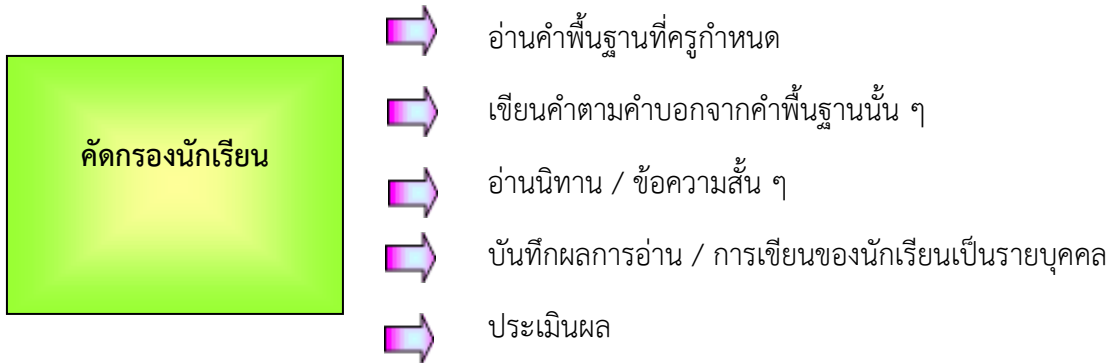 อ่านคำพื้นฐานที่ครูกำหนด
เขียนคำตามคำบอกจากคำพื้นฐานนั้น ๆ
คัดกรองนักเรียน
อ่านนิทาน / ข้อความสั้น ๆ
บันทึกผลการอ่าน / การเขียนของนักเรียนเป็นรายบุคคล
ประเมินผล